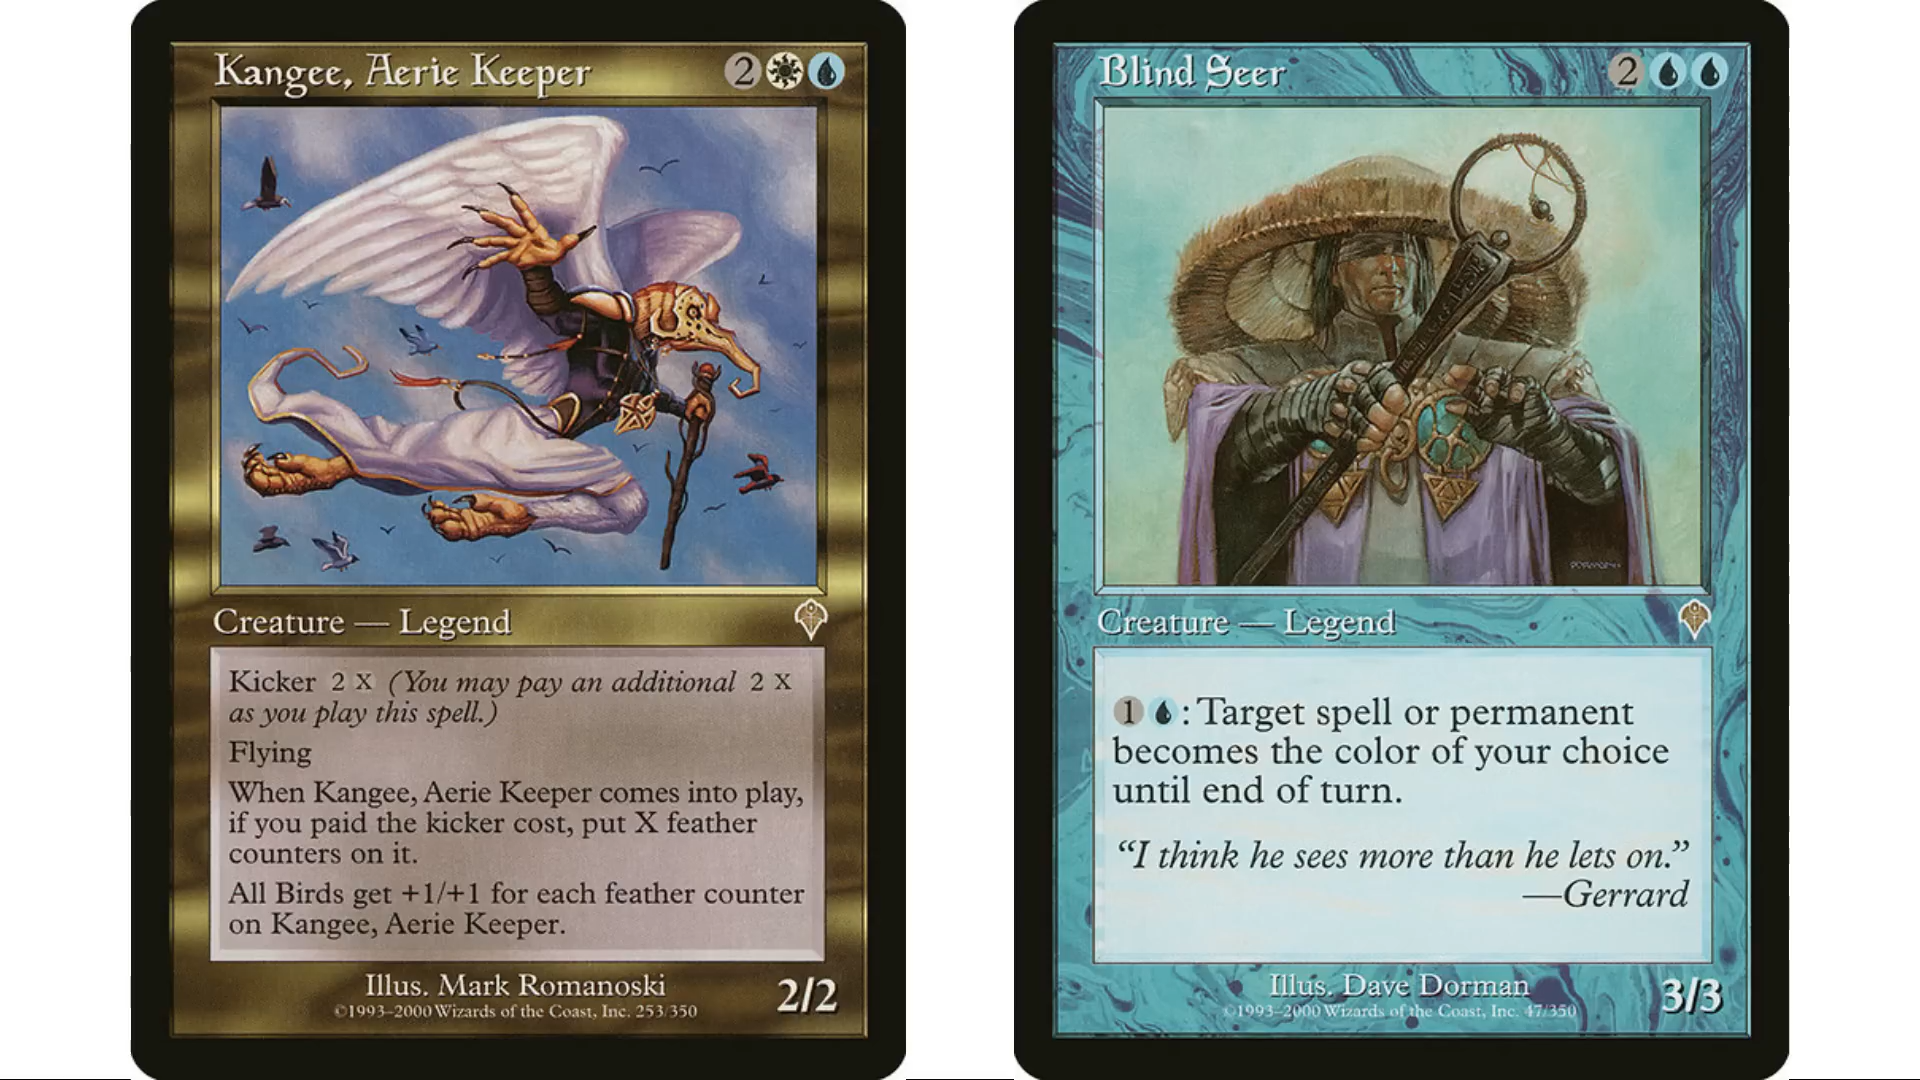 Kangee, Aerie Keeper 2
Creature — Legend
Kicker 2 X (You may pay an additional 2 X
as you play this spell.)
Flying
When Kangee, Aerie Keeper comes into play,
if you paid the kicker cost, put X feather
counters on it.
All Birds get +1/+1 for each feather counter
on Kangee, Aerie Keeper.
Illus. Mark Romanoski
©1993–2000 Wizards of the Coast, Inc. 253/350
2/2
Blind Seer 2
Creature — Legend
1 : Target spell or permanent
becomes the color of your choice
until end of turn.
“I think he sees more than he lets on.”
—Gerrard
Illus. Dave Dorman
©1993–2000 Wizards of the Coast, Inc. 47/350
3/3